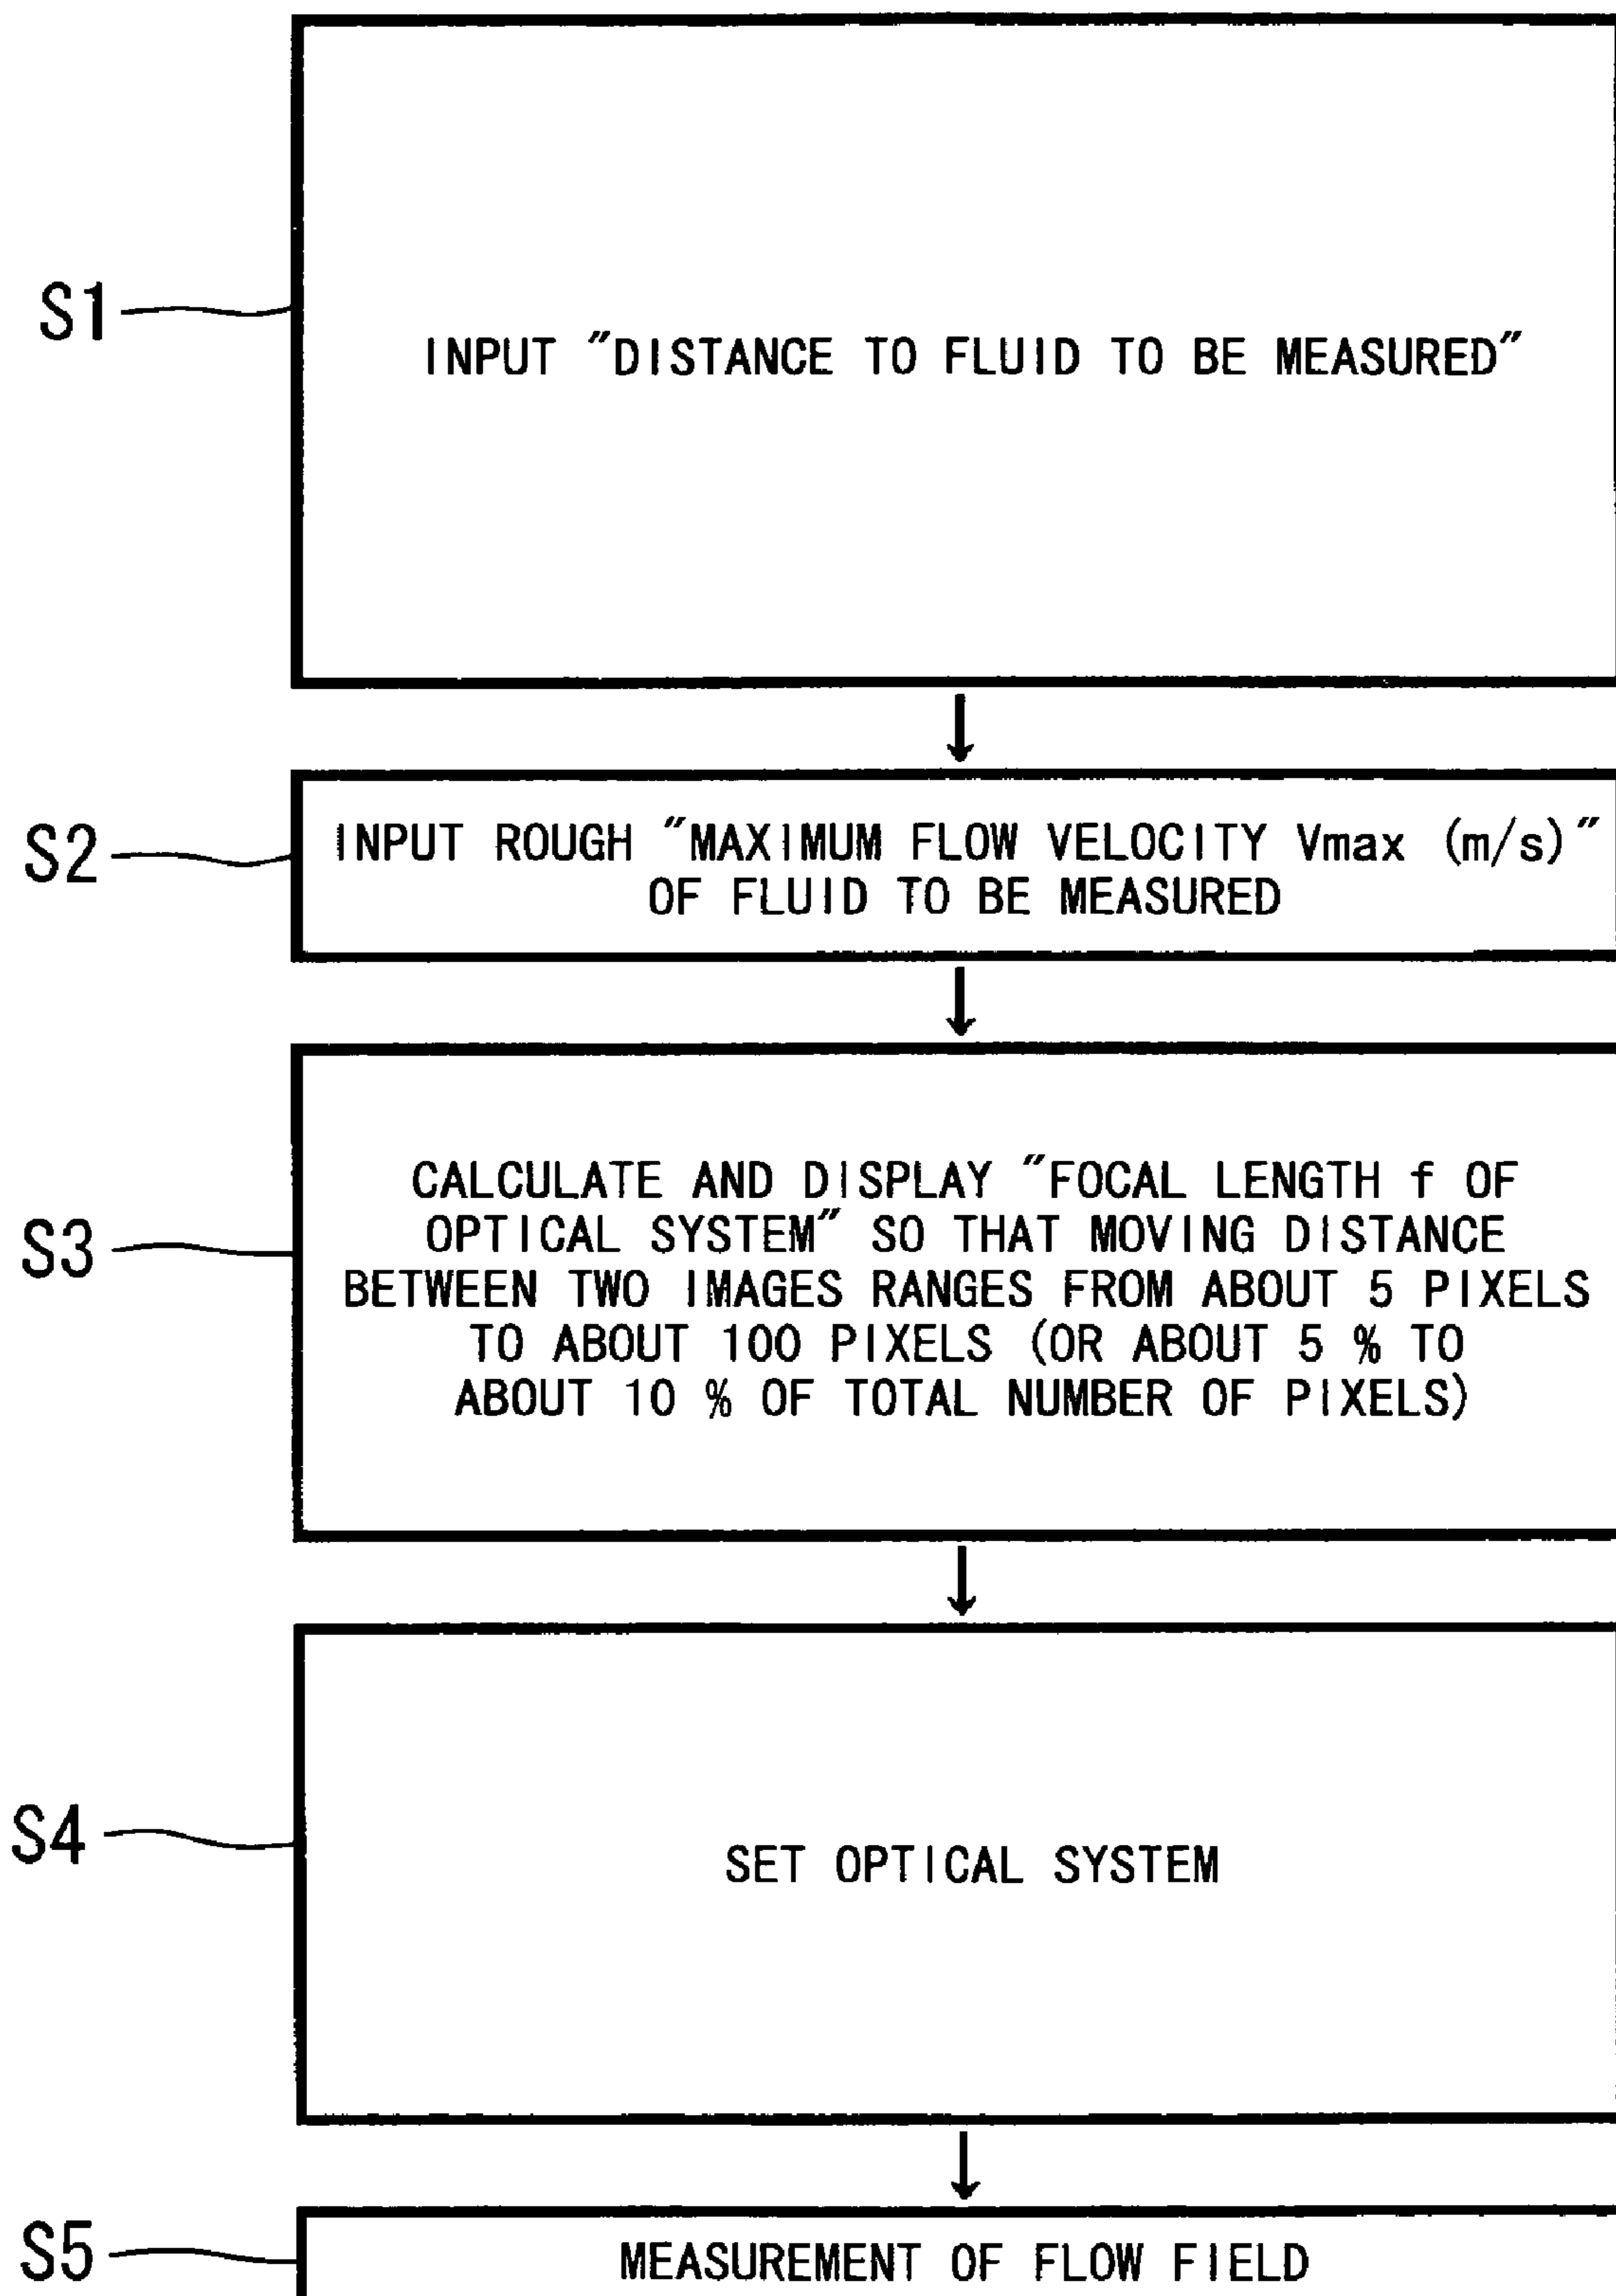 S1
INPUT "DISTANCE TO FLUID TO BE MEASURED"
S2
INPUT ROUGH "MAXIMUM FLOW VELOCITY Vmax (m/s)"
OF FLUID TO BE MEASURED
S3
CALCULATE AND DISPLAY "FOCAL LENGTH f OF
OPTICAL SYSTEM" SO THAT MOVING DISTANCE
BETWEEN TWO IMAGES RANGES FROM ABOUT 5 PIXELS
TO ABOUT 100 PIXELS (OR ABOUT 5 % TO
ABOUT 10 % OF TOTAL NUMBER OF PIXELS)
S4
SET OPTICAL SYSTEM
S5
MEASUREMENT OF FLOW FIELD